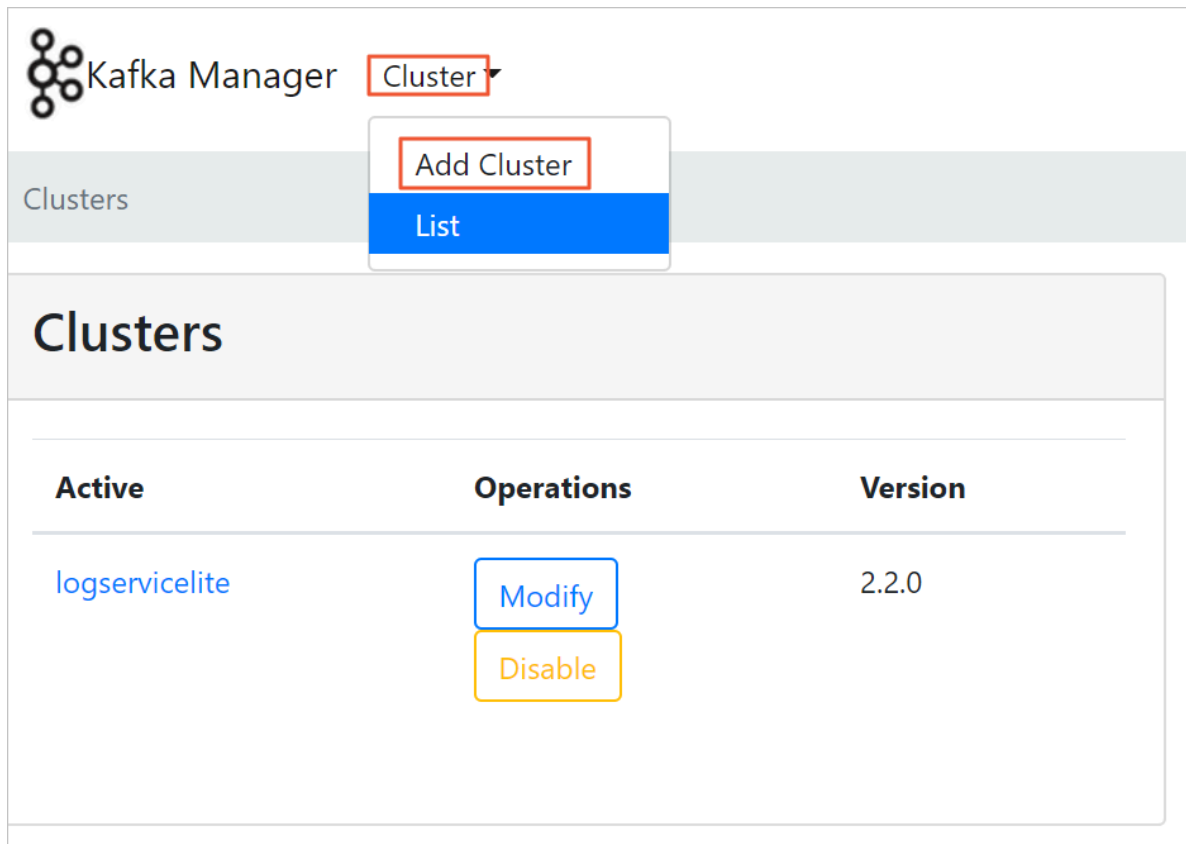 Kafka Manager Cluster
Add Cluster
Clusters
List
Clusters
Active Operations Version
logservicelite Modify 2.2.0
Disable